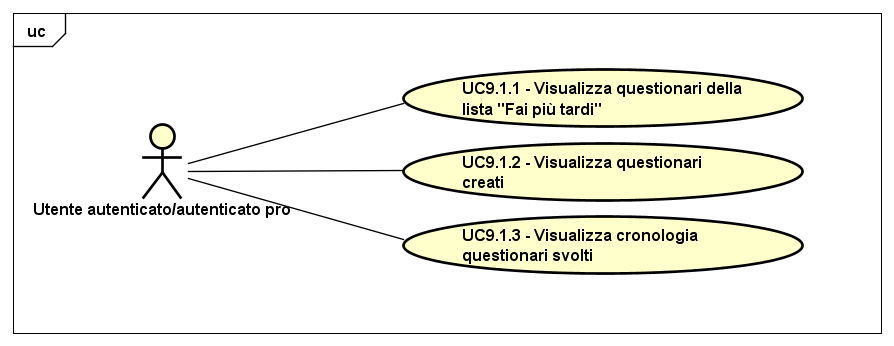 uc
UC9.1.1 - Visualizza questionari della
lista "Fai più tardi"
UC9.1.2 - Visualizza questionari
creati
Utente autenticato/autenticato pro
UC9.1.3 - Visualizza cronologia
questionari svolti